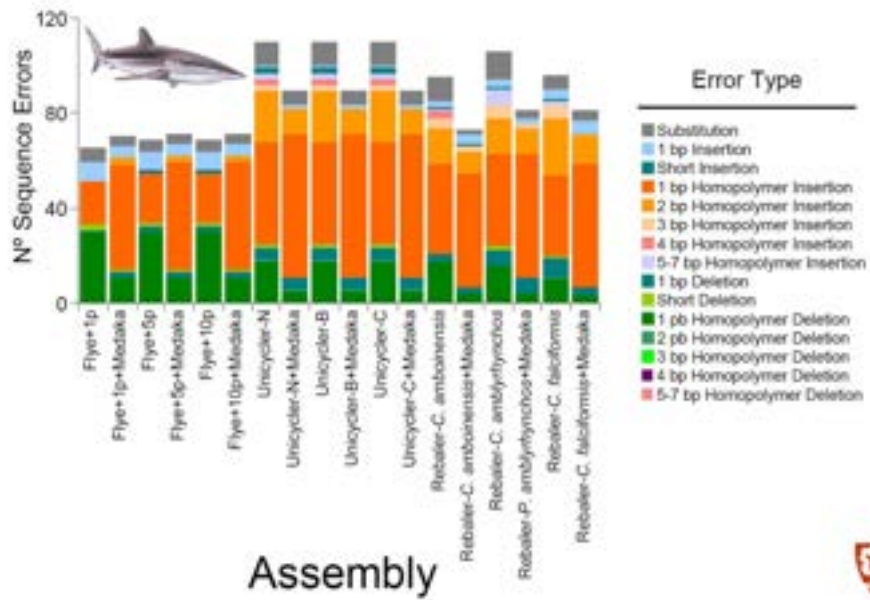 120
80
40
0
Nº Sequence Errors
Flye+1p
Flye+1p+Medaka
Flye+5p
Flye+5p+Medaka
Flye+10p
Flye+10p+Medaka
Unicycler-N
Unicycler-N+Medaka
Unicycler-B
Unicycler-B+Medaka
Unicycler-C
Unicycler-C+Medaka
Rebaler-C. amboinensis
Rebaler-C. amboinensis+Medaka
Rebaler-C. amblyrhynchos
Rebaler-P. amblyrhynchos+Medaka
Rebaler-C. falciformis
Rebaler-C. falciformis+Medaka
Assembly
Error Type
Substitution
1 bp Insertion
Short Insertion
1 bp Homopolymer Insertion
2 bp Homopolymer Insertion
3 bp Homopolymer Insertion
4 bp Homopolymer Insertion
5-7 bp Homopolymer Insertion
1 bp Deletion
Short Deletion
1 pb Homopolymer Deletion
2 pb Homopolymer Deletion
3 bp Homopolymer Deletion
4 bp Homopolymer Deletion
5-7 bp Homopolymer Deletion